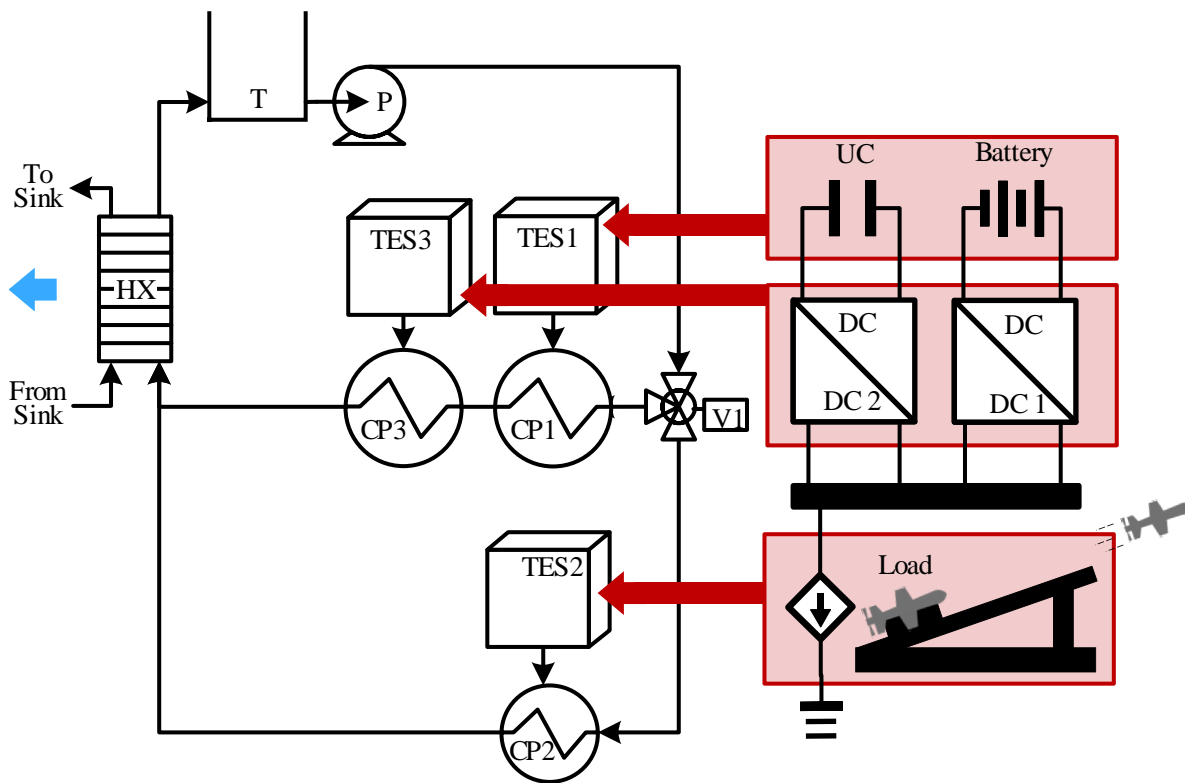 T
P
To
Sink
HX
From
Sink
TES3
TES1
CP3
CP1
V1
TES2
CP2
UC
Battery
DC
DC 2
DC
DC 1
Load